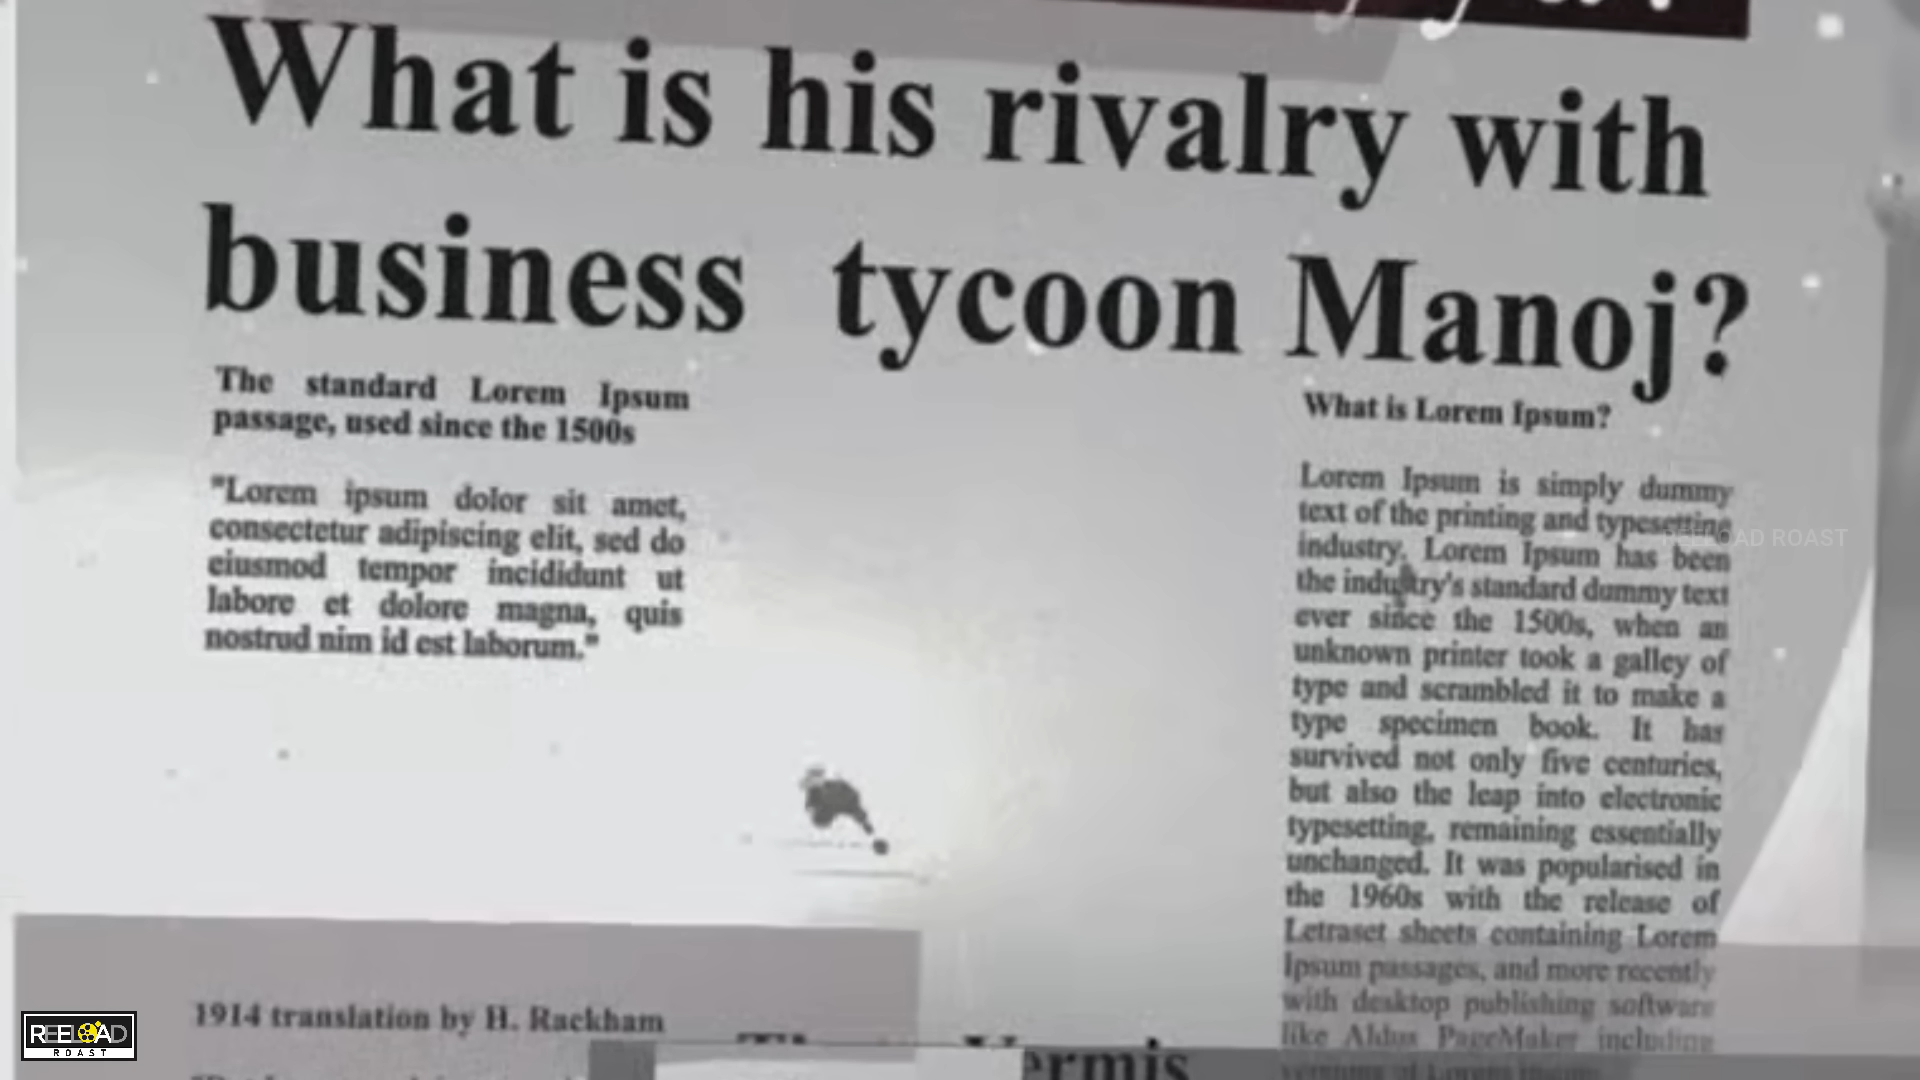 What is his rivalry with
business tycoon Manoj?
The standard Lorem Ipsum
passage, used since the 1500s
"Lorem ipsum dolor sit amet,
consectetur adipiscing elit, sed do
eiusmod tempor incididunt ut
labore et dolore magna, quis
nostrud nim id est laborum."
1914 translation by H. Rackham
What is Lorem Ipsum?
Lorem Ipsum is simply dummy
text of the printing and typesetting
industry. Lorem Ipsum has been
the industry's standard dummy text
ever since the 1500s, when an
unknown printer took a galley of
type and scrambled it to make a
type specimen book. It has
survived not only five centuries,
but also the leap into electronic
typesetting, remaining essentially
unchanged. It was popularised in
the 1960s with the release of
Letraset sheets containing Lorem
Ipsum passages, and more recently
with desktop publishing software
like Aldus PageMaker including
versions of Lorem Ipsum.
REELOAD ROAST
REELOAD
ROAST